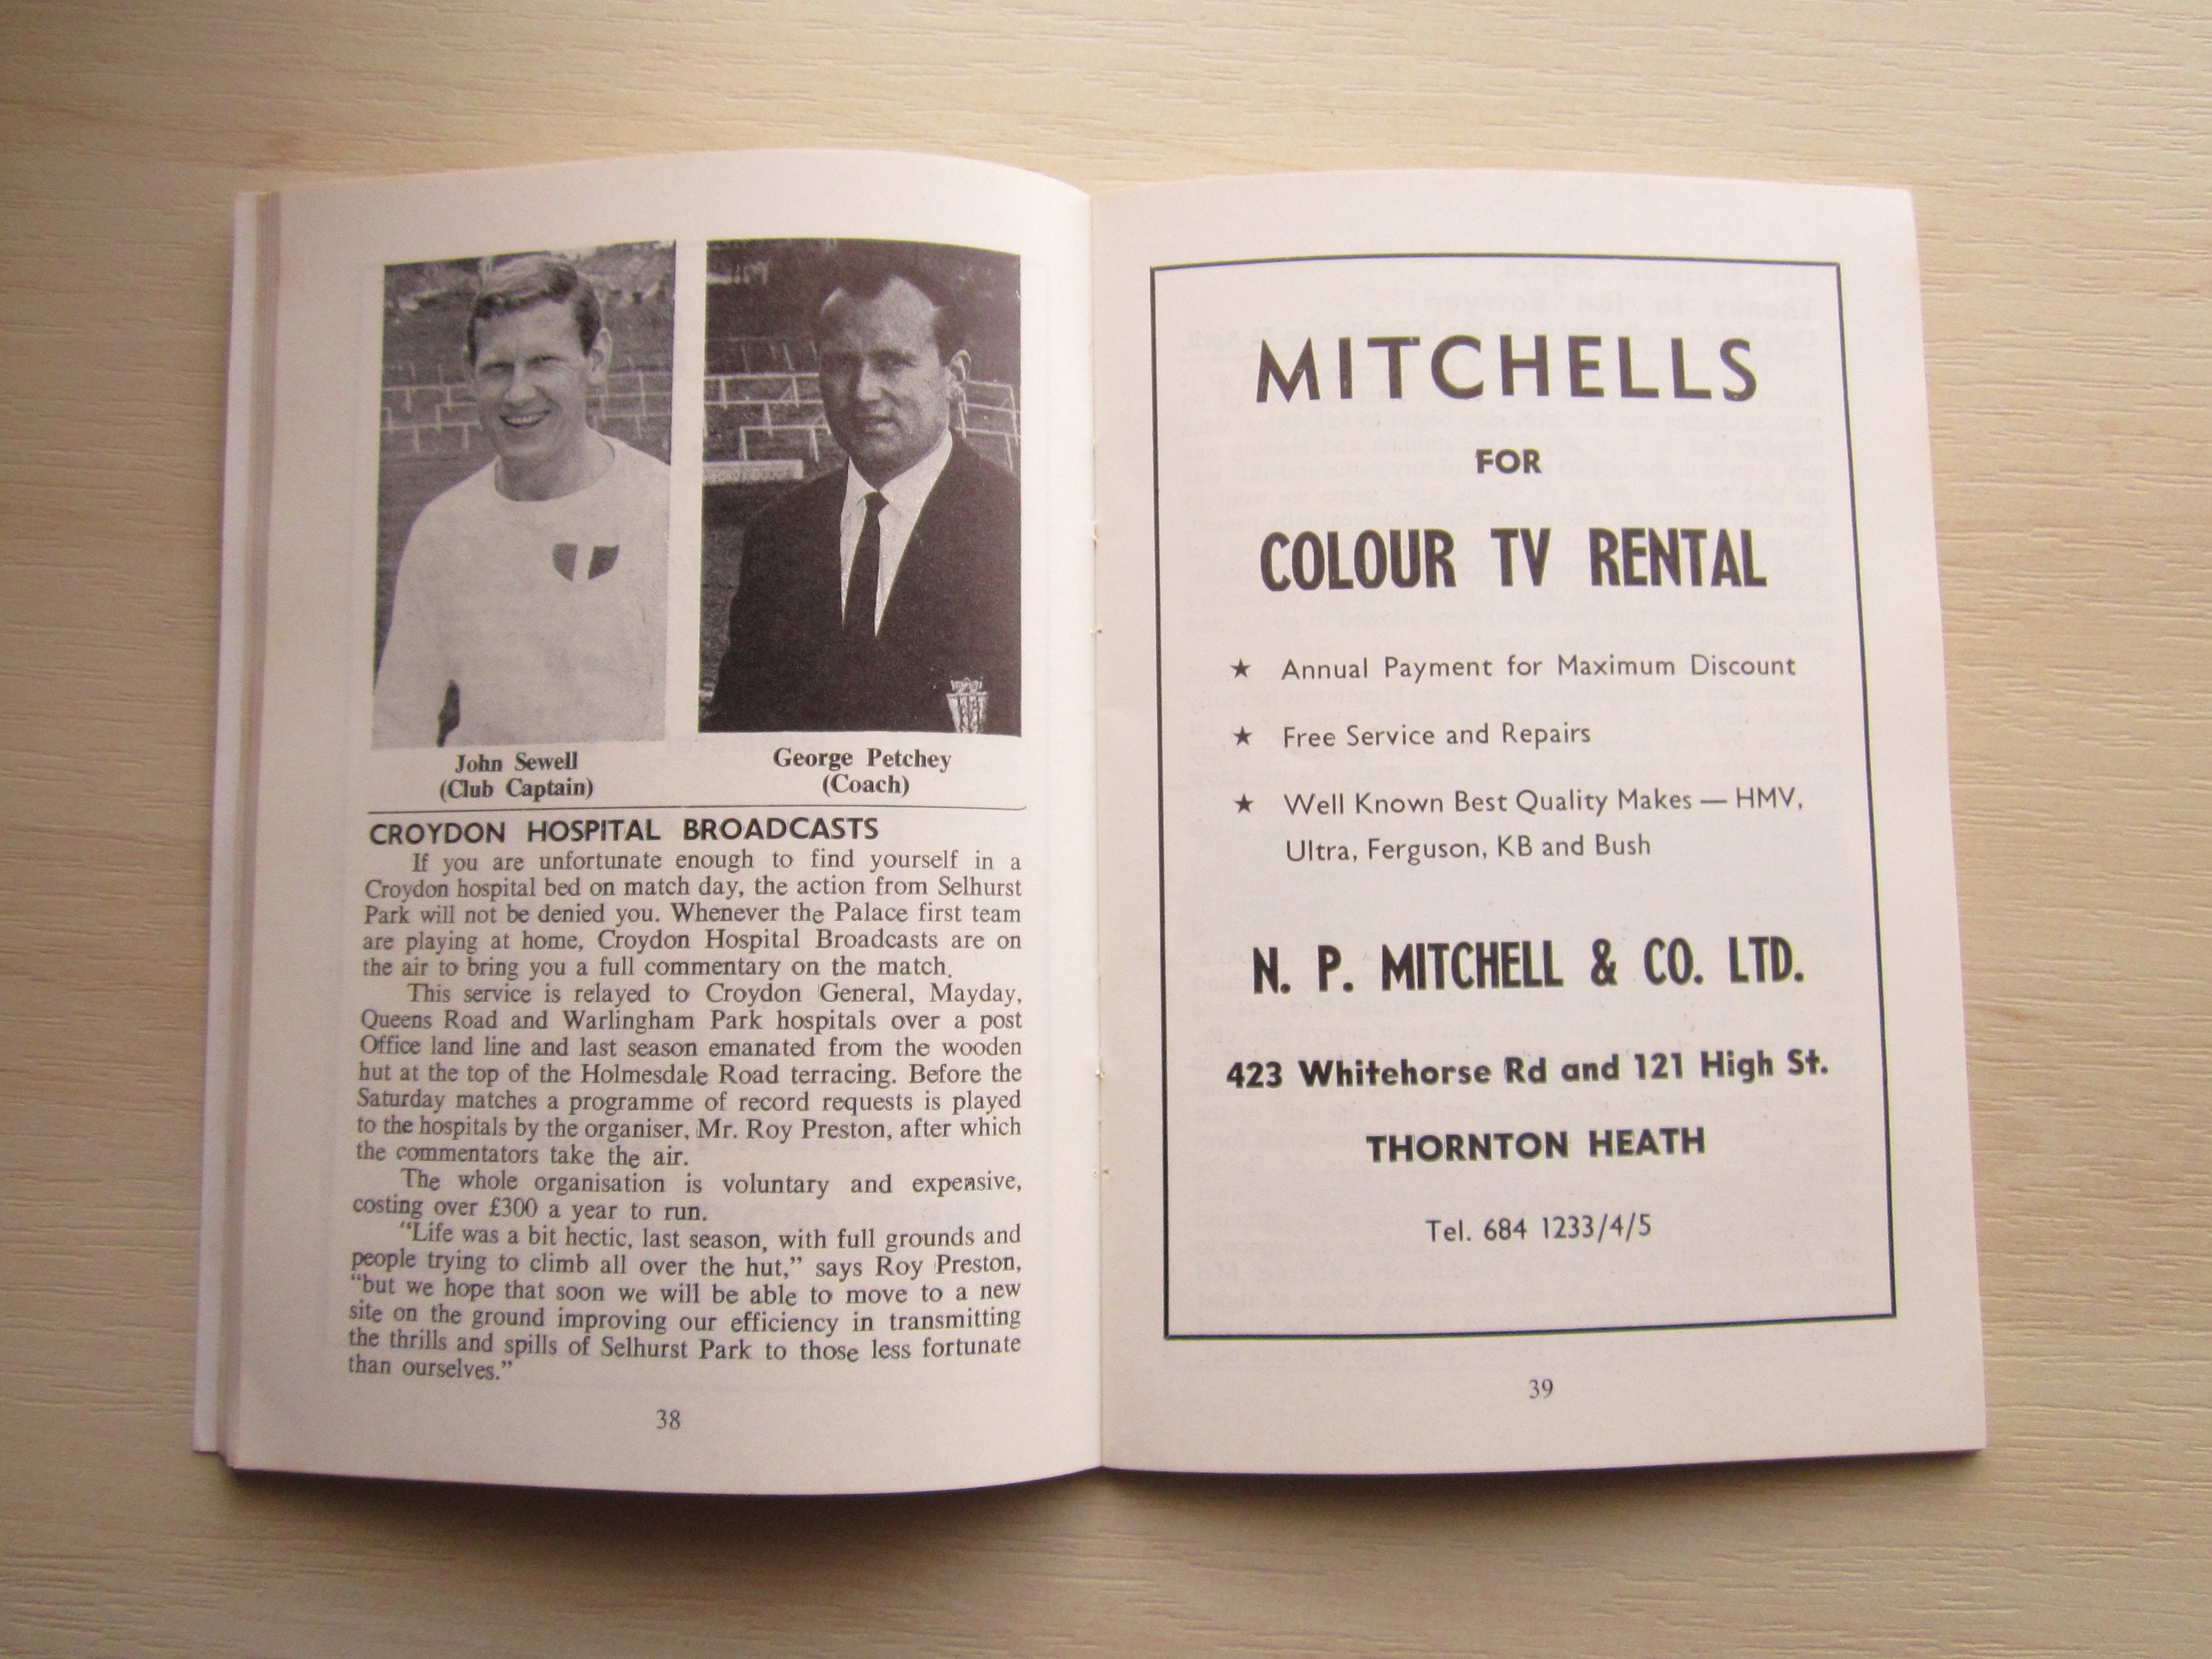 John Sewell
(Club Captain)
George Petchey
(Coach)
CROYDON HOSPITAL BROADCASTS
If you are unfortunate enough to find yourself in a
Croydon hospital bed on match day, the action from Selhurst
Park will not be denied you. Whenever the Palace first team
are playing at home, Croydon Hospital Broadcasts are on
the air to bring you a full commentary on the match.
This service is relayed to Croydon General, Mayday,
Queens Road and Warlingham Park hospitals over a post
Office land line and last season emanated from the wooden
hut at the top of the Holmesdale Road terracing. Before the
Saturday matches a programme of record requests is played
to the hospitals by the organiser, Mr. Roy Preston, after which
the commentators take the air.
The whole organisation is voluntary and expensive,
costing over £300 a year to run.
"Life was a bit hectic, last season, with full grounds and
people trying to climb all over the hut," says Roy Preston,
"but we hope that soon we will be able to move to a new
site on the ground improving our efficiency in transmitting
the thrills and spills of Selhurst Park to those less fortunate
than ourselves."
38
MITCHELLS
FOR
COLOUR TV RENTAL
★ Annual Payment for Maximum Discount
★ Free Service and Repairs
★ Well Known Best Quality Makes — HMV,
Ultra, Ferguson, KB and Bush
N. P. MITCHELL & CO. LTD.
423 Whitehorse Rd and 121 High St.
THORNTON HEATH
Tel. 684 1233/4/5
39